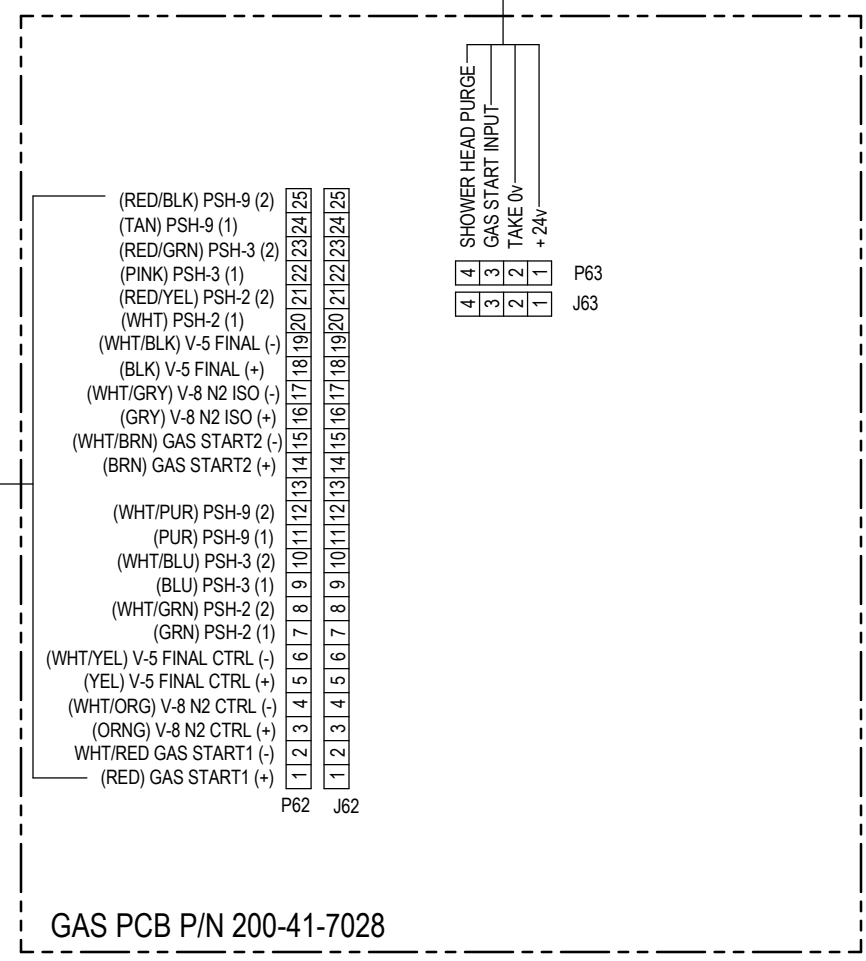 SHOWER HEAD PURGE
GAS START INPUT
TAKE 0v
+24v
4 3 2 1 P63
4 3 2 1 J63
(RED/BLK) PSH-9 (2) 25 25
(TAN) PSH-9 (1) 24 24
(RED/GRN) PSH-3 (2) 23 23
(PINK) PSH-3 (1) 22 22
(RED/YEL) PSH-2 (2) 21 21
(WHT) PSH-2 (1) 20 20
(WHT/BLK) V-5 FINAL (-) 19 19
(BLK) V-5 FINAL (+) 18 18
(WHT/GRY) V-8 N2 ISO (-) 17 17
(GRY) V-8 N2 ISO (+) 16 16
(WHT/BRN) GAS START2 (-) 15 15
(BRN) GAS START2 (+) 14 14
13 13
(WHT/PUR) PSH-9 (2) 12 12
(PUR) PSH-9 (1) 11 11
(WHT/BLU) PSH-3 (2) 10 10
(BLU) PSH-3 (1) 9 9
(WHT/GRN) PSH-2 (2) 8 8
(GRN) PSH-2 (1) 7 7
(WHT/YEL) V-5 FINAL CTRL (-) 6 6
(YEL) V-5 FINAL CTRL (+) 5 5
(WHT/ORG) V-8 N2 CTRL (-) 4 4
(ORNG) V-8 N2 CTRL (+) 3 3
WHT/RED GAS START1 (-) 2 2
(RED) GAS START1 (+) 1 1
P62 J62
GAS PCB P/N 200-41-7028